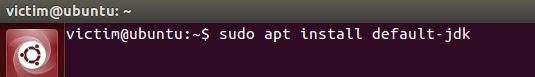 victim@ubuntu: ~
victim@ubuntu:~$ sudo apt install default-jdk